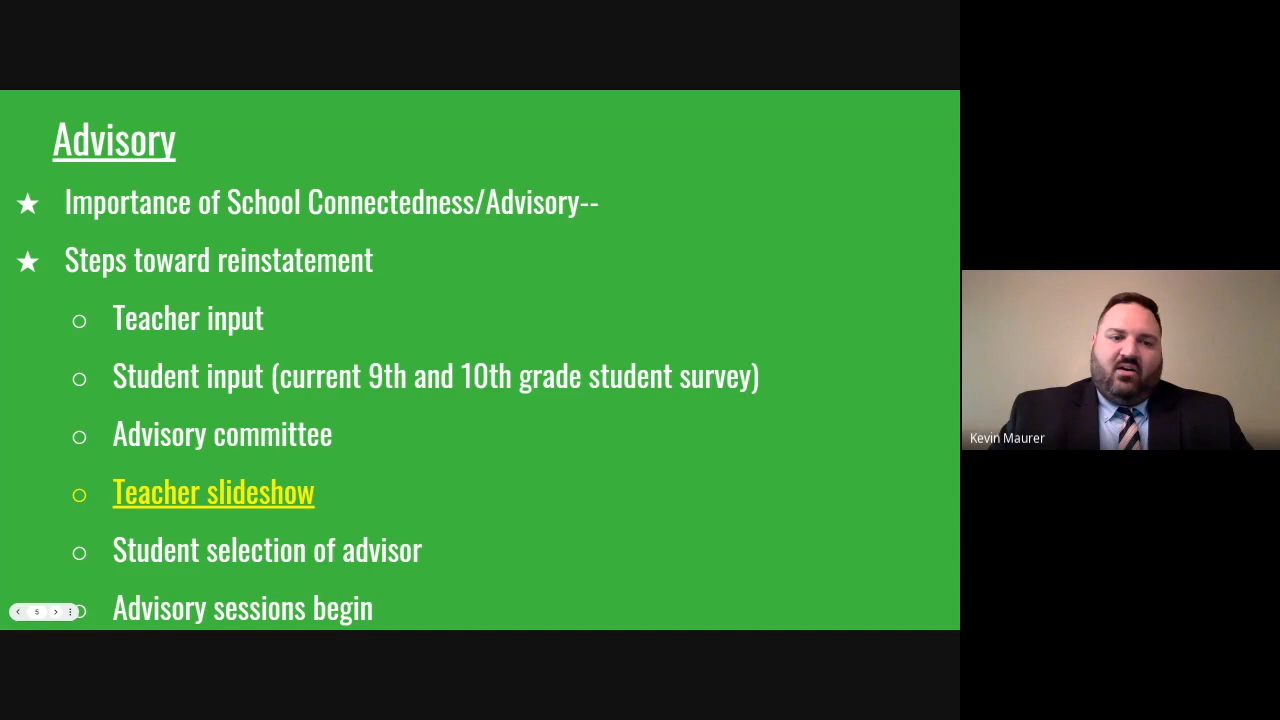 Advisory
★ Importance of School Connectedness/Advisory--
★ Steps toward reinstatement
○ Teacher input
○ Student input (current 9th and 10th grade student survey)
○ Advisory committee
○ Teacher slideshow
○ Student selection of advisor
○ Advisory sessions begin
5
Kevin Maurer